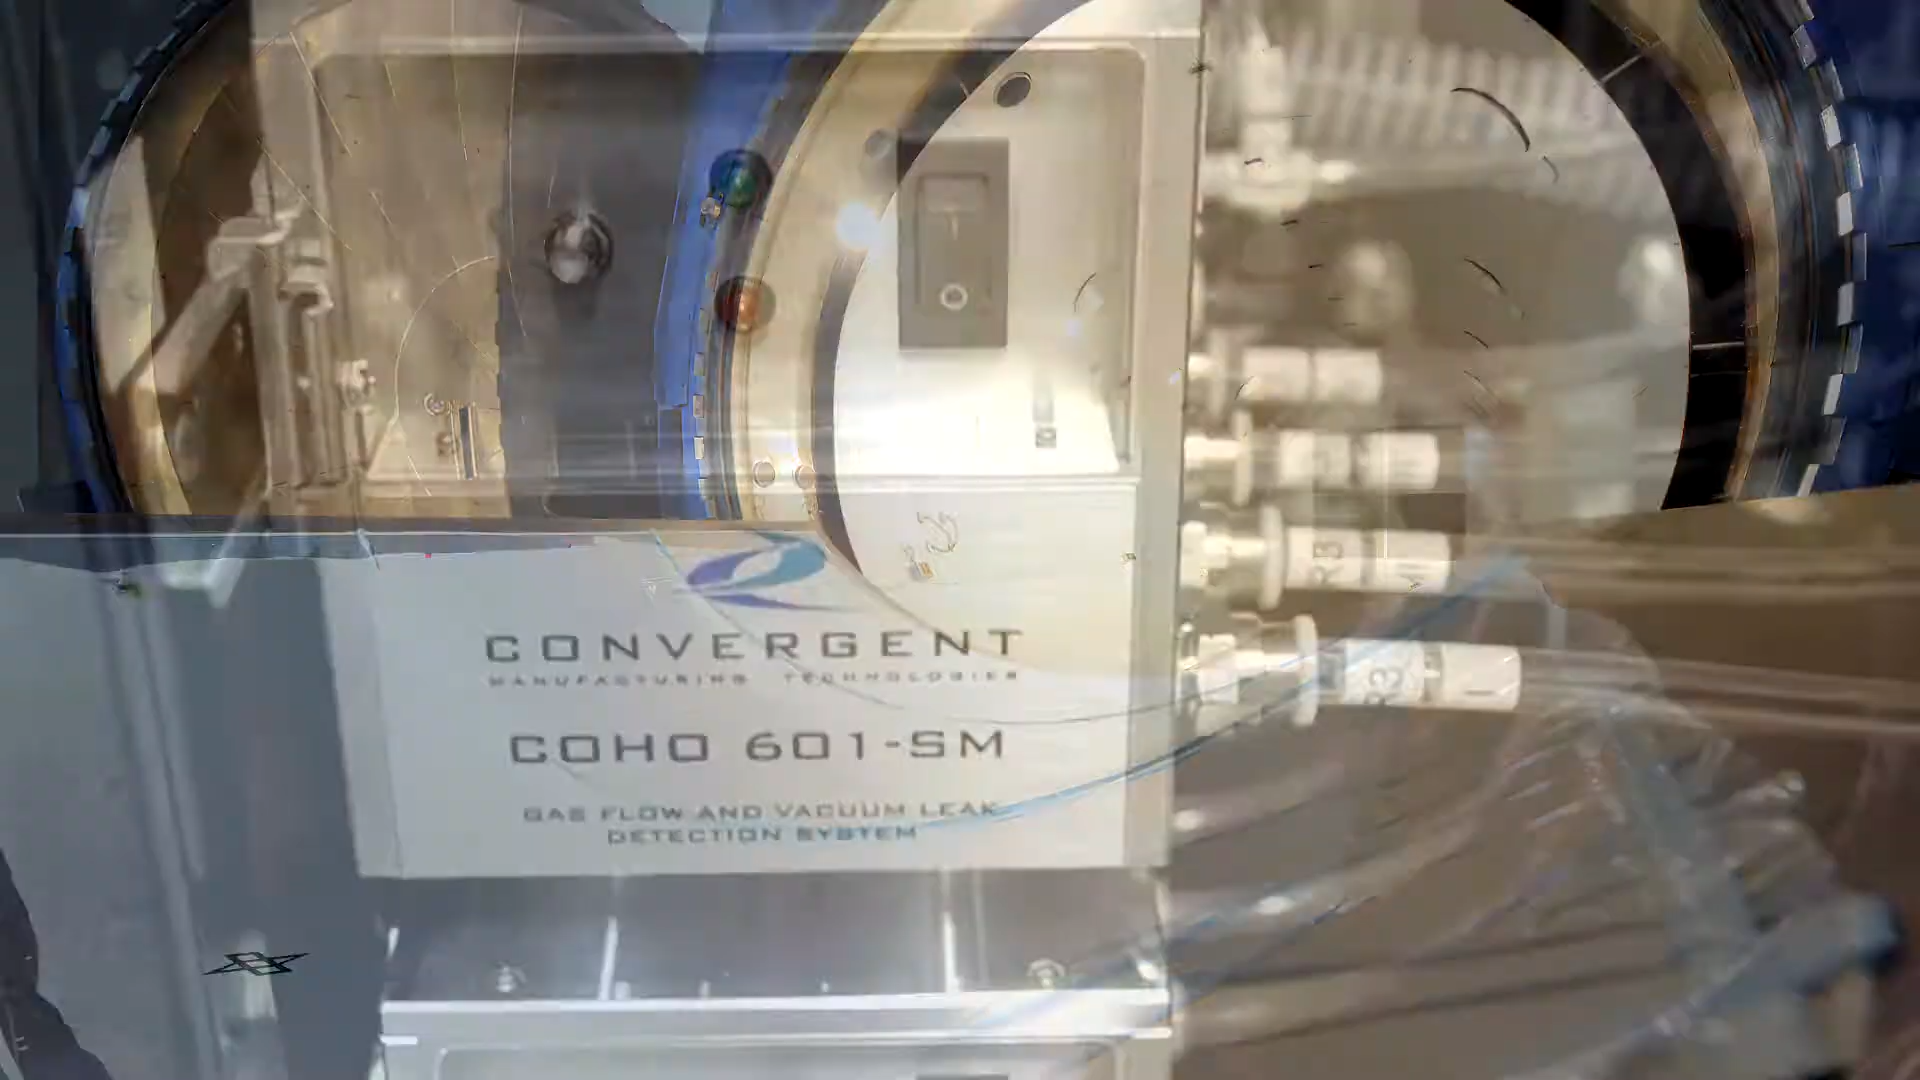 CONVERGENT
MANUFACTURING TECHNOLOGIES
COHO 601-SM
GAS FLOW AND VACUUM LEAK
DETECTION SYSTEM